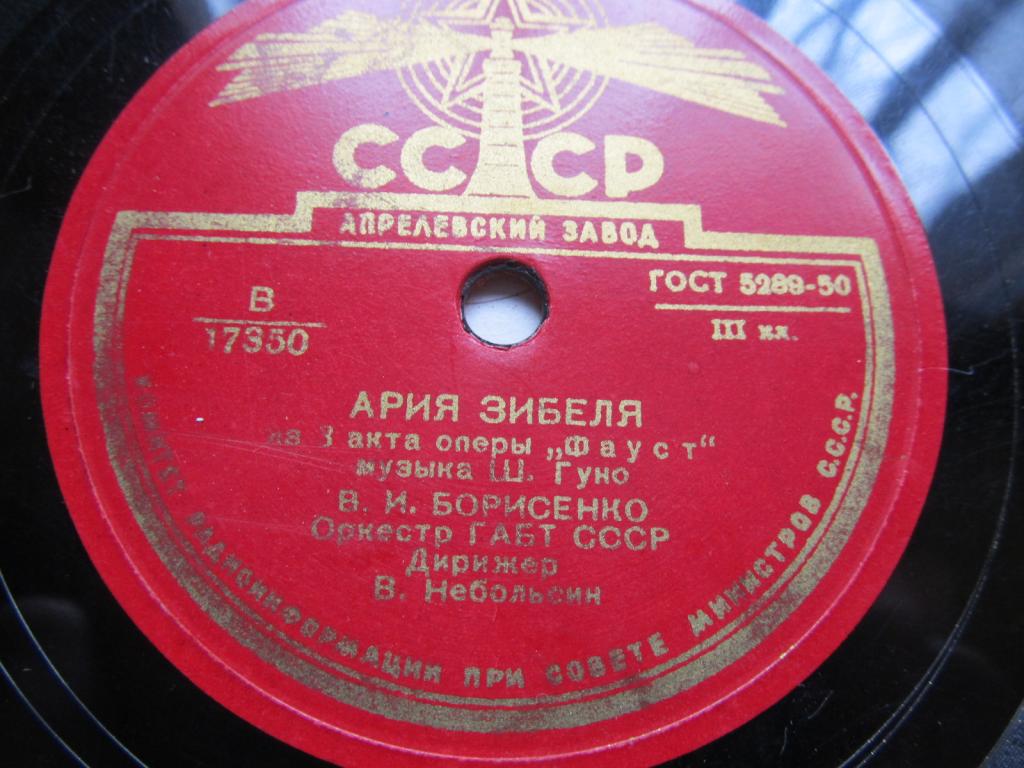 СССР
АПРЕЛЕВСКИЙ ЗАВОД
ГОСТ 5289-50
III кл.
В
17350
АРИЯ ЗИБЕЛЯ
из 3 акта оперы „Фауст“
музыка Ш. Гуно
В. И. БОРИСЕНКО
Оркестр ГАБТ СССР
Дирижер
В. Небольсин
КОМИТЕТ РАДИОИНФОРМАЦИИ ПРИ СОВЕТЕ МИНИСТРОВ С.С.С.Р.